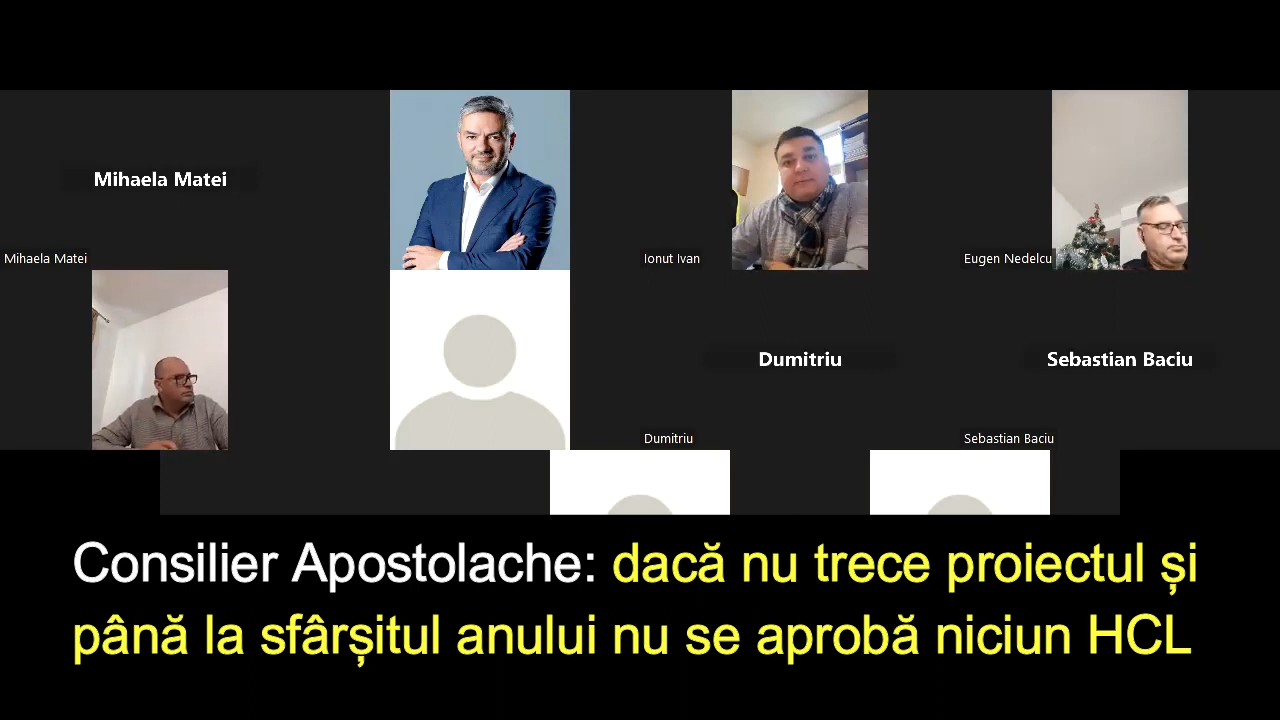 Mihaela Matei
Mihaela Matei
Ionut Ivan
Eugen Nedelcu
Dumitriu
Sebastian Baciu
Dumitriu
Sebastian Baciu
Consilier Apostolache: dacă nu trece proiectul și
până la sfârșitul anului nu se aprobă niciun HCL